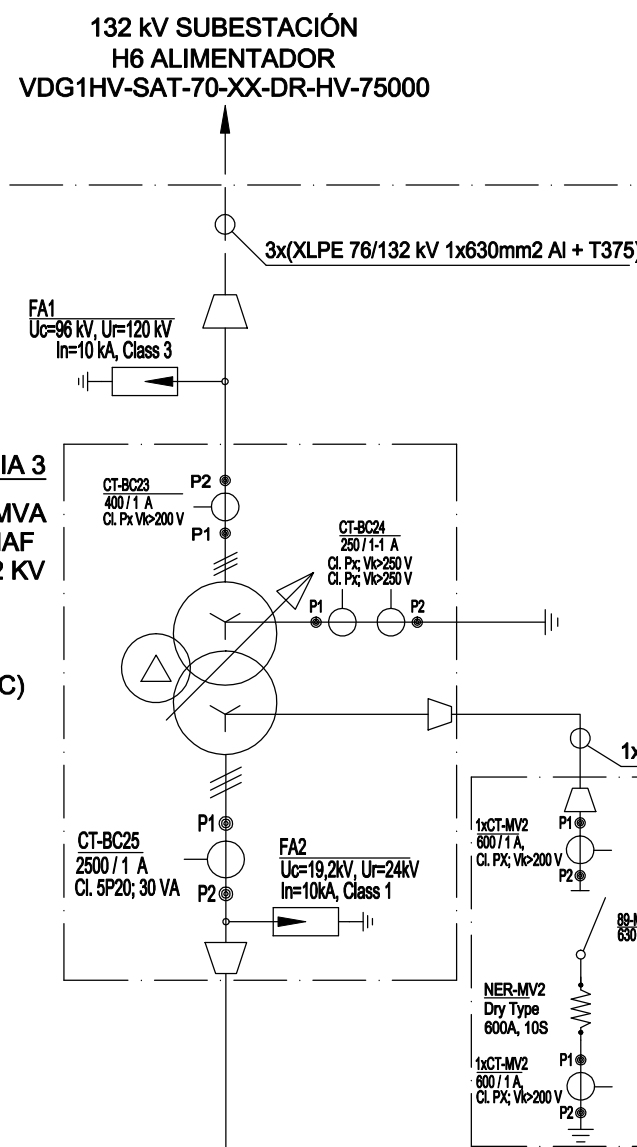 132 kV SUBESTACIÓN
H6 ALIMENTADOR
VDG1HV-SAT-70-XX-DR-HV-75000
3x(XLPE 76/132 kV 1x630mm2 Al + T375)
FA1
Uc=96 kV, Ur=120 kV
In=10 kA, Class 3
IA 3
MVA
AF
2 KV
C)
CT-BC23
400 / 1 A
Cl. Px Vk>200 V
P2
P1
CT-BC24
250 / 1-1 A
Cl. Px; Vk>250 V
Cl. Px; Vk>250 V
P1
P2
1x
CT-BC25
2500 / 1 A
Cl. 5P20; 30 VA
P1
P2
FA2
Uc=19,2kV, Ur=24kV
In=10kA, Class 1
1xCT-MV2
600 / 1 A,
Cl. PX; Vk>200 V
P1
P2
630
NER-MV2
Dry Type
600A, 10S
1xCT-MV2
600 / 1 A,
Cl. PX; Vk>200 V
P1
P2